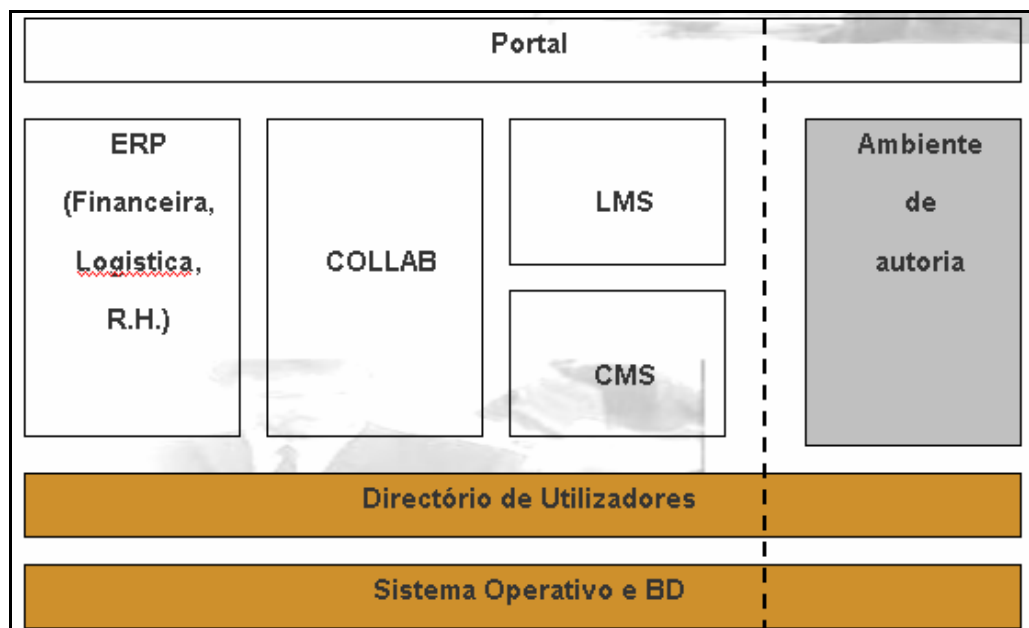 Portal
ERP
(Financeira,
Logistica,
R.H.)
COLLAB
LMS
CMS
Ambiente
de
autoria
Directório de Utilizadores
Sistema Operativo e BD